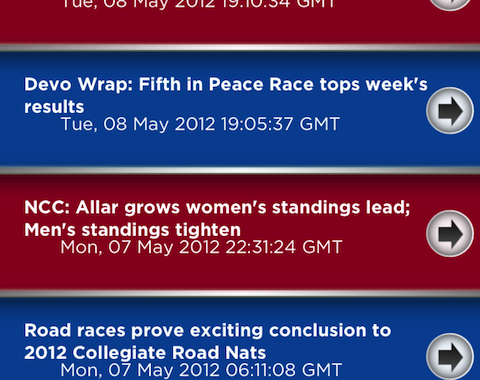 Tue, 08 May 2012 19:10:34 GMT
Devo Wrap: Fifth in Peace Race tops week's
results
Tue, 08 May 2012 19:05:37 GMT
NCC: Allar grows women's standings lead;
Men's standings tighten
Mon, 07 May 2012 22:31:24 GMT
Road races prove exciting conclusion to
2012 Collegiate Road Nats
Mon, 07 May 2012 06:11:08 GMT